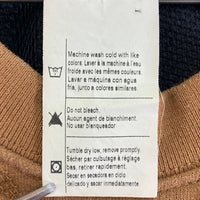 Machine wash cold with like
colors. Laver à la machine à l'eau
froide avec les mêmes couleurs.
Lavar a máquina con agua
fria, junto a colores similares.
Do not bleach.
Aucun agent de blanchiment.
No usar blanqueador
Tumble dry low, remove promptly.
Sécher par culbutage à réglage
bas, retirer rapidement.
Secar en secadora en ciclo
delicado y secar inmediatamente